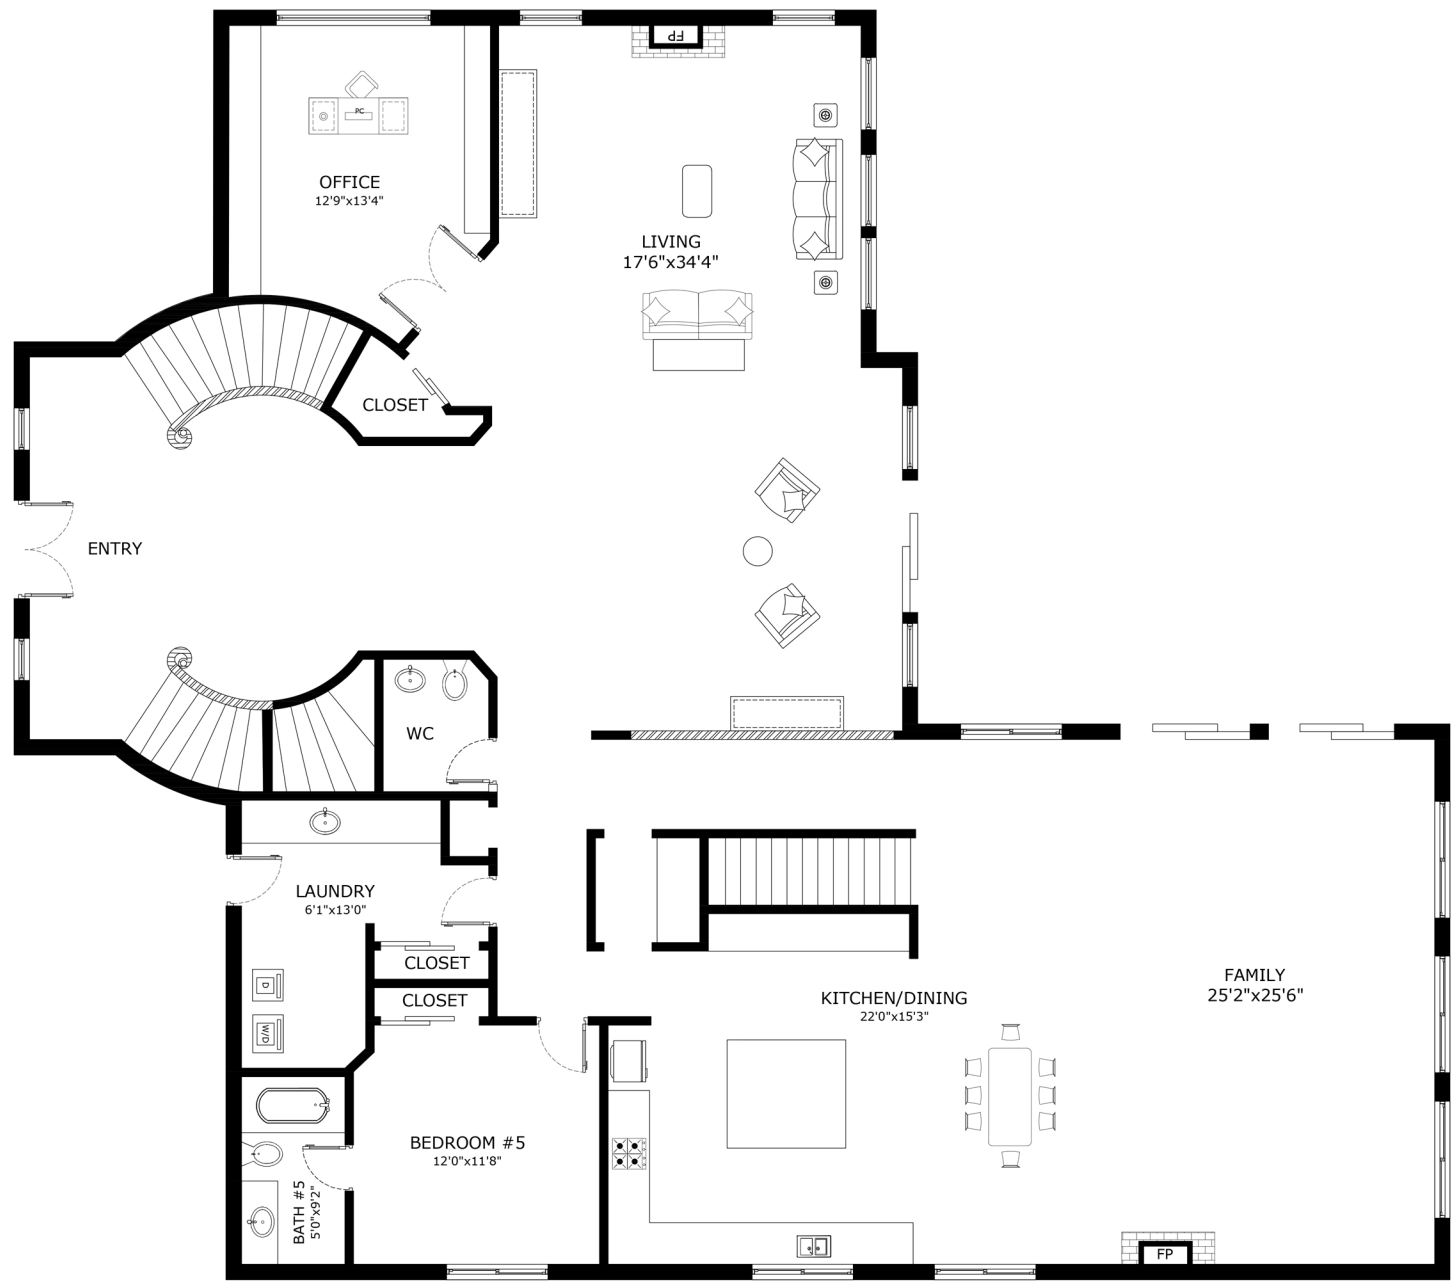 FP
PC
OFFICE
12'9"x13'4"
LIVING
17'6"x34'4"
CLOSET
ENTRY
WC
LAUNDRY
6'1"x13'0"
CLOSET
CLOSET
D
W/D
KITCHEN/DINING
22'0"x15'3"
FAMILY
25'2"x25'6"
BEDROOM #5
12'0"x11'8"
BATH #5
5'0"x9'2"
FP